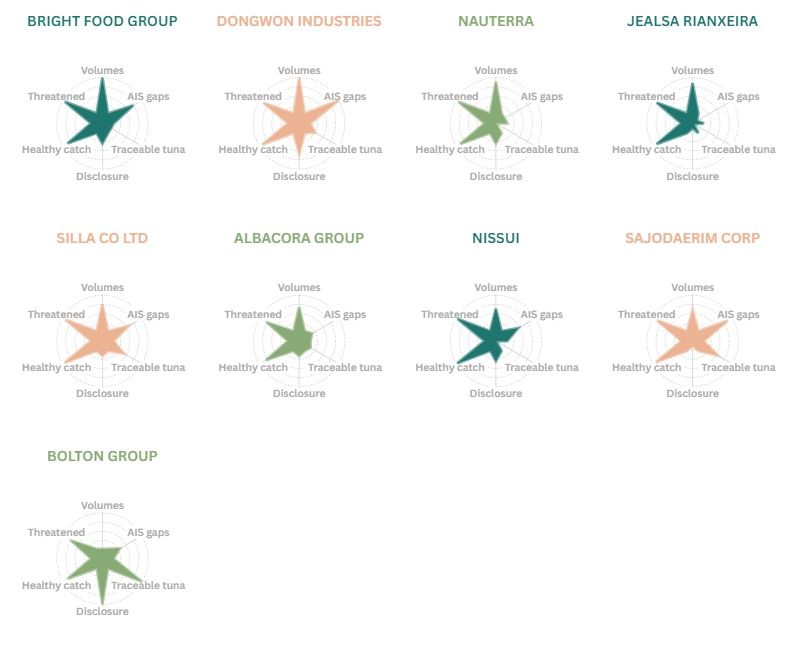 BRIGHT FOOD GROUP
DONGWON INDUSTRIES
NAUTERRA
JEALSA RIANXEIRA
Volumes
Volumes
Volumes
Volumes
Threatened
AIS gaps
Threatened
AIS gaps
Threatened
AIS gaps
Threatened
AIS gaps
Healthy catch
Traceable tuna
Healthy catch
Traceable tuna
Healthy catch
Traceable tuna
Healthy catch
Traceable tuna
Disclosure
Disclosure
Disclosure
Disclosure
SILLA CO LTD
ALBACORA GROUP
NISSUI
SAJODAERIM CORP
Volumes
Volumes
Volumes
Volumes
Threatened
AIS gaps
Threatened
AIS gaps
Threatened
AIS gaps
Threatened
AIS gaps
Healthy catch
Traceable tuna
Healthy catch
Traceable tuna
Healthy catch
Traceable tuna
Healthy catch
Traceable tuna
Disclosure
Disclosure
Disclosure
Disclosure
BOLTON GROUP
Volumes
Threatened
AIS gaps
Healthy catch
Traceable tuna
Disclosure